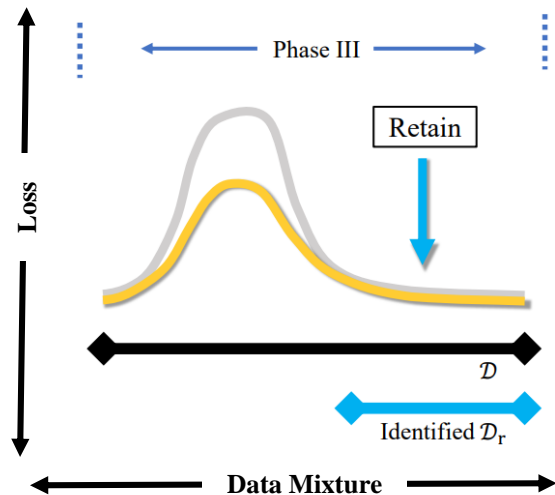 Phase III
Retain
Loss
𝒟
Identified 𝒟r
Data Mixture